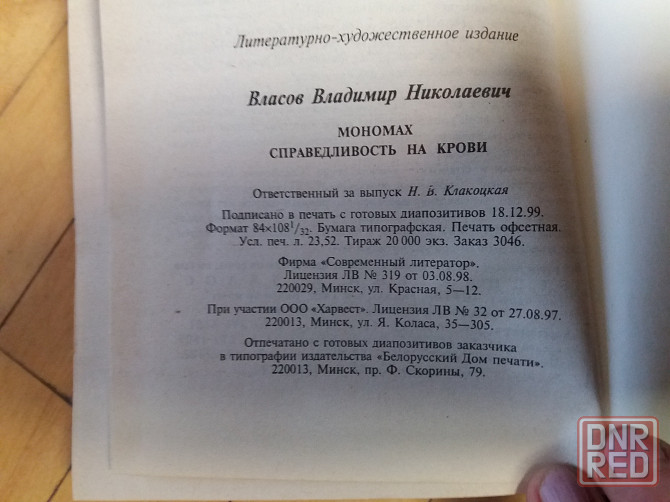 Литературно-художественное издание
Власов Владимир Николаевич
МОНОМАХ
СПРАВЕДЛИВОСТЬ НА КРОВИ
Ответственный за выпуск Н. В. Клакоцкая
Подписано в печать с готовых диапозитивов 18.12.99.
Формат 84×108 1/32. Бумага типографская. Печать офсетная.
Усл. печ. л. 23,52. Тираж 20 000 экз. Заказ 3046.
Фирма «Современный литератор».
Лицензия ЛВ № 319 от 03.08.98.
220029, Минск, ул. Красная, 5—12.
При участии ООО «Харвест». Лицензия ЛВ № 32 от 27.08.97.
220013, Минск, ул. Я. Коласа, 35—305.
Отпечатано с готовых диапозитивов заказчика
в типографии издательства «Белорусский Дом печати».
220013, Минск, пр. Ф. Скорины, 79.
DNR
RED